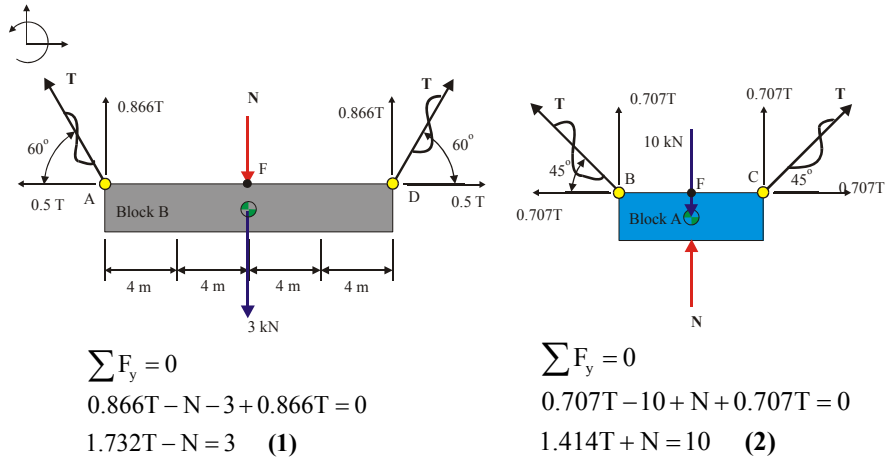 T
0.866T
N
0.866T
T
60°
F
60°
A
0.5 T
Block B
D
0.5 T
4 m
4 m
4 m
4 m
3 kN
∑F_y = 0
0.866T − N − 3 + 0.866T = 0
1.732T − N = 3 (1)
T
0.707T
0.707T
T
10 kN
45°
B
F
C
45°
0.707T
0.707T
Block A
N
∑F_y = 0
0.707T − 10 + N + 0.707T = 0
1.414T + N = 10 (2)